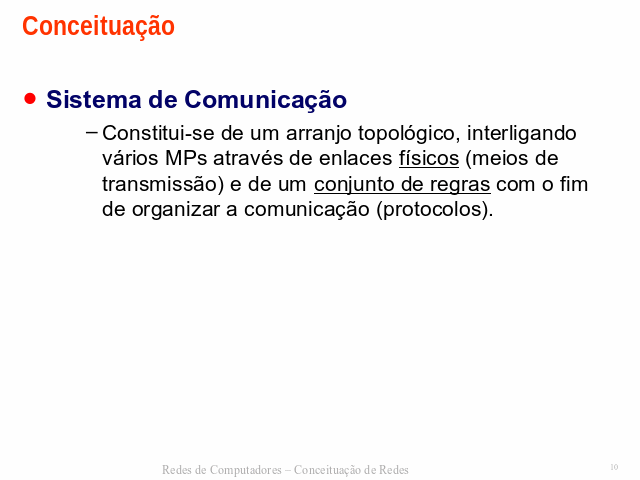 Conceituação
● Sistema de Comunicação
– Constitui-se de um arranjo topológico, interligando
vários MPs através de enlaces físicos (meios de
transmissão) e de um conjunto de regras com o fim
de organizar a comunicação (protocolos).
Redes de Computadores – Conceituação de Redes
10